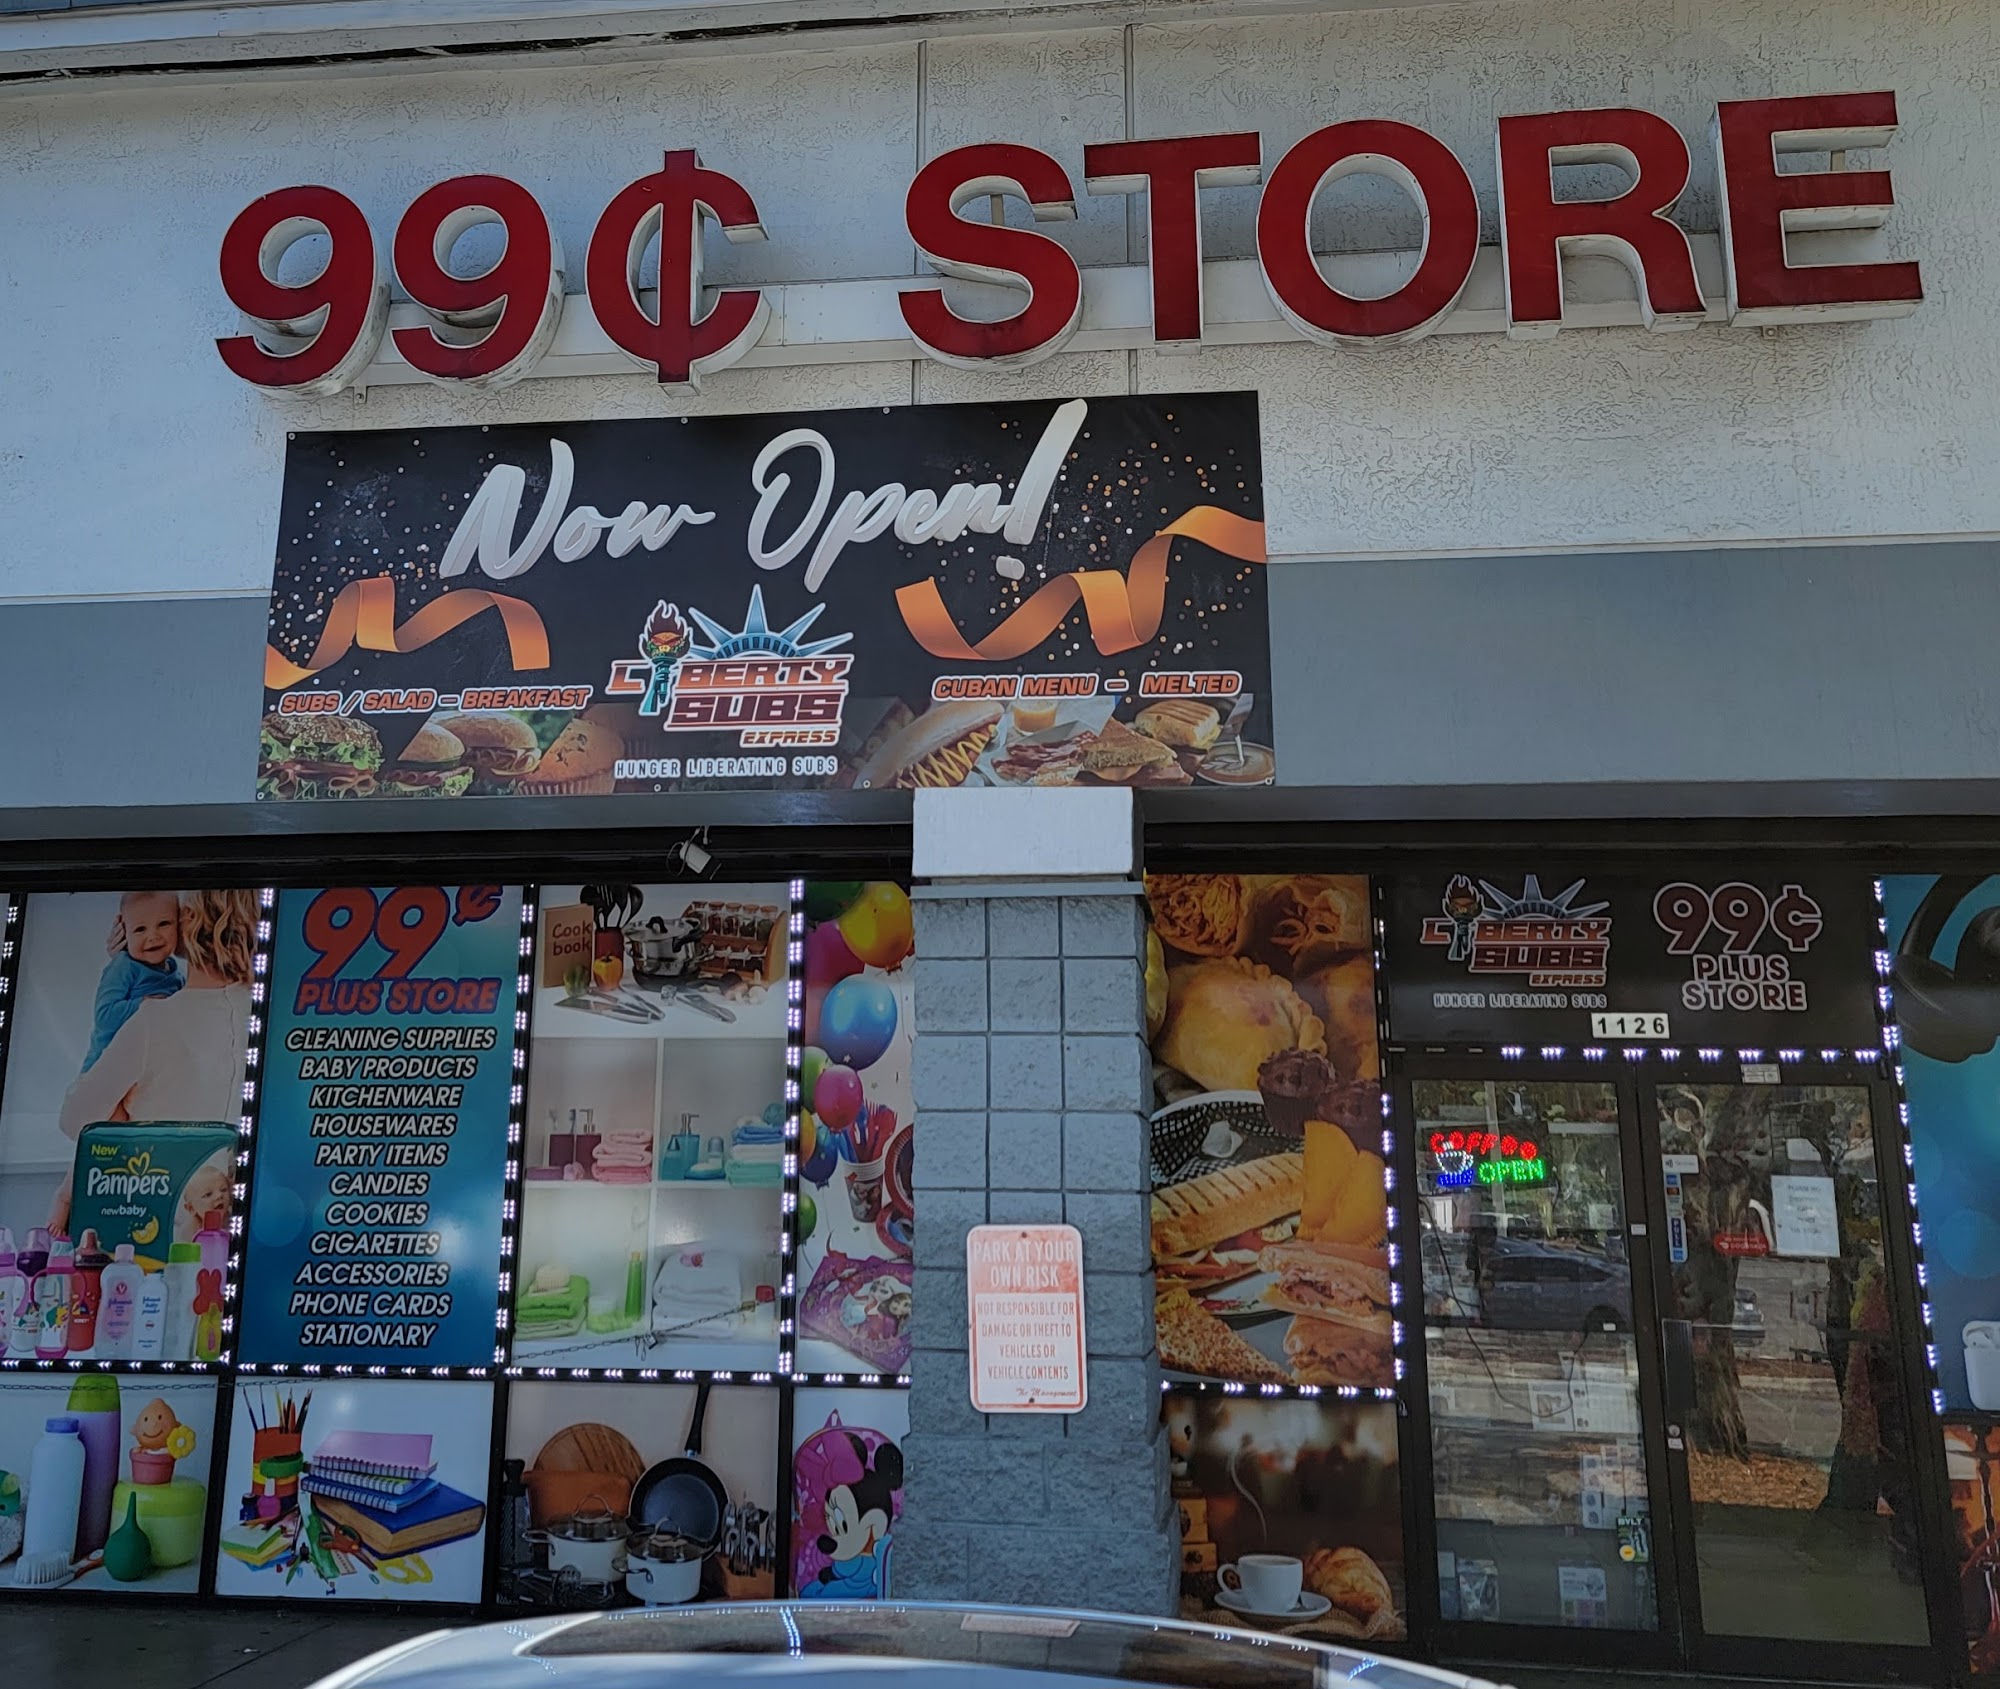 99¢ STORE
Now Open!
LIBERTY
SUBS
EXPRESS
HUNGER LIBERATING SUBS
SUBS / SALAD - BREAKFAST
CUBAN MENU - MELTED
99¢
PLUS STORE
CLEANING SUPPLIES
BABY PRODUCTS
KITCHENWARE
HOUSEWARES
PARTY ITEMS
CANDIES
COOKIES
CIGARETTES
ACCESSORIES
PHONE CARDS
STATIONARY
New
Pampers
newbaby
Cook
book
PARK AT YOUR
OWN RISK
NOT RESPONSIBLE FOR
DAMAGE OR THEFT TO
VEHICLES OR
VEHICLE CONTENTS
The Management
LIBERTY
SUBS
EXPRESS
HUNGER LIBERATING SUBS
99¢
PLUS
STORE
1126
COFFEE
OPEN